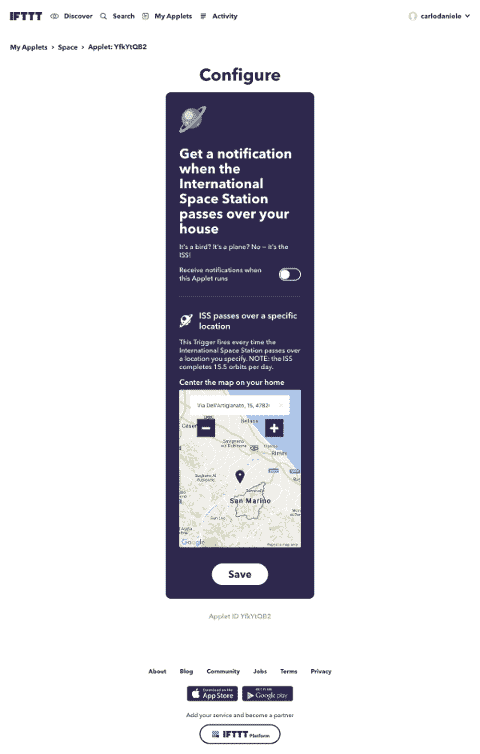 IFTTT Discover Search My Applets Activity carlodaniele
My Applets > Space > Applet: YfkYtQB2
Configure
Get a notification
when the
International
Space Station
passes over your
house
It's a bird? It's a plane? No – it's the
ISS!
Receive notifications when
this Applet runs
ISS passes over a specific
location
This Trigger fires every time the
International Space Station passes over
a location you specify. NOTE: the ISS
completes 15.5 orbits per day.
Center the map on your home
Via Dell'Artigianato, 15, 4782
Bellaria
Rimini
San Marino
Google
Save
Applet ID YfkYtQB2
About Blog Community Jobs Terms Privacy
Download on the App Store
GET IT ON Google play
Add your service and become a partner
IFTTT Platform